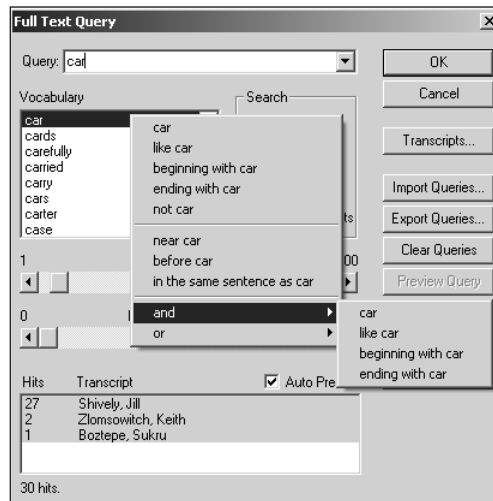 Full Text Query
Query: car
OK
Cancel
Vocabulary
Search
car
cards
carefully
carried
carry
cars
carter
case
car
like car
beginning with car
ending with car
not car
near car
before car
in the same sentence as car
and
or
car
like car
beginning with car
ending with car
Transcripts...
Import Queries...
Export Queries...
Clear Queries
Preview Query
1
00
0
Hits Transcript Auto Pre
27 Shively, Jill
2 Zlomsowitch, Keith
1 Boztepe, Sukru
30 hits.